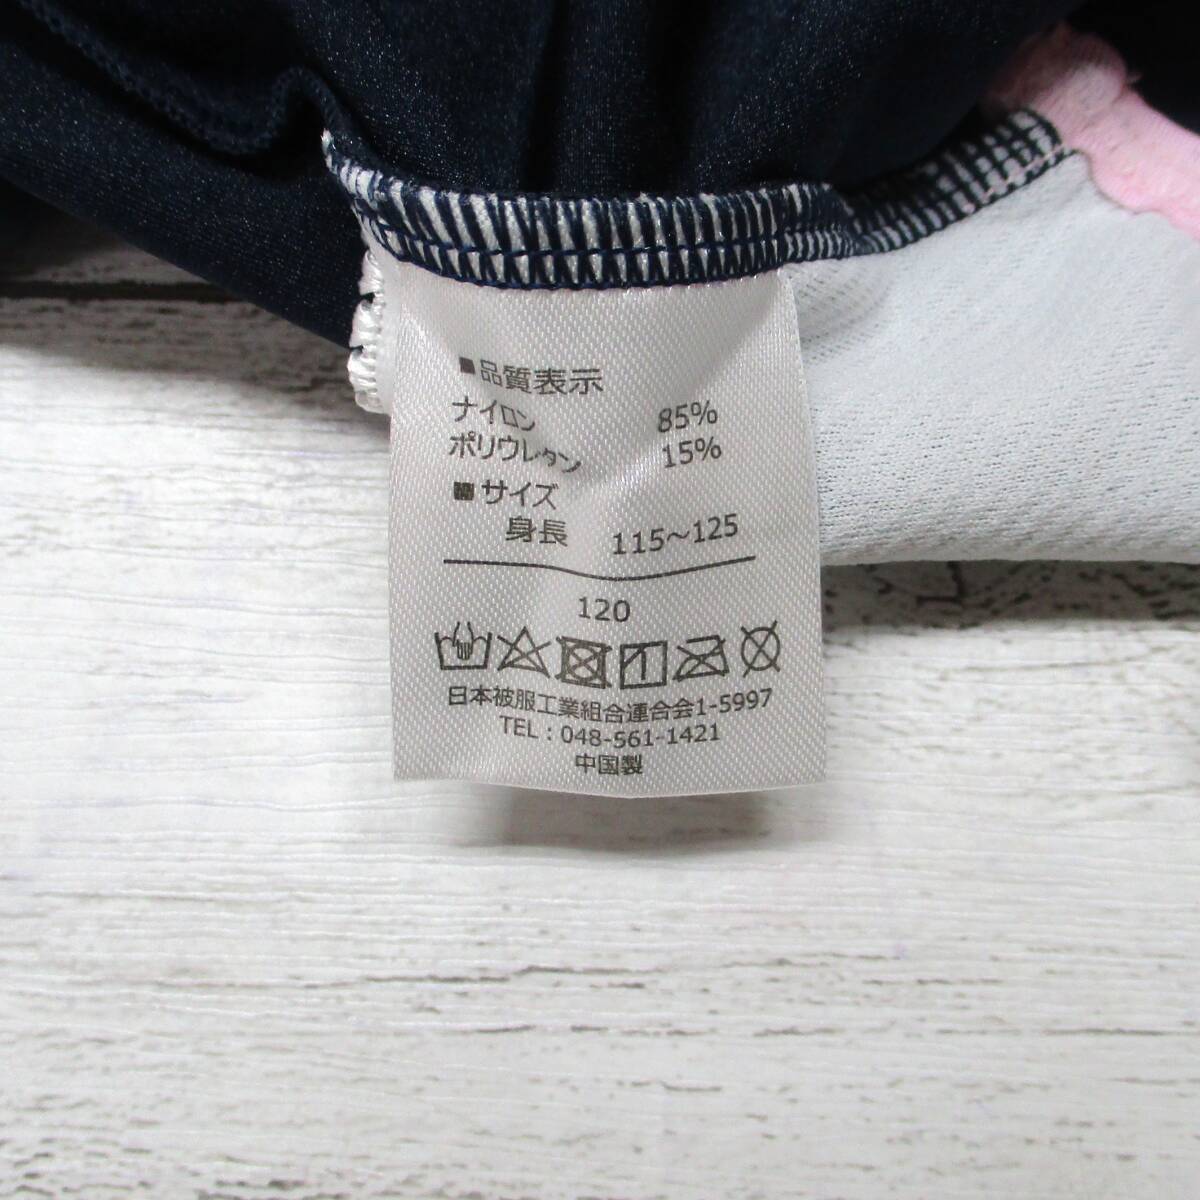 ■品質表示
ナイロン 85%
ポリウレタン 15%
■サイズ
身長 115～125
120
日本被服工業組合連合会1-5997
TEL：048-561-1421
中国製